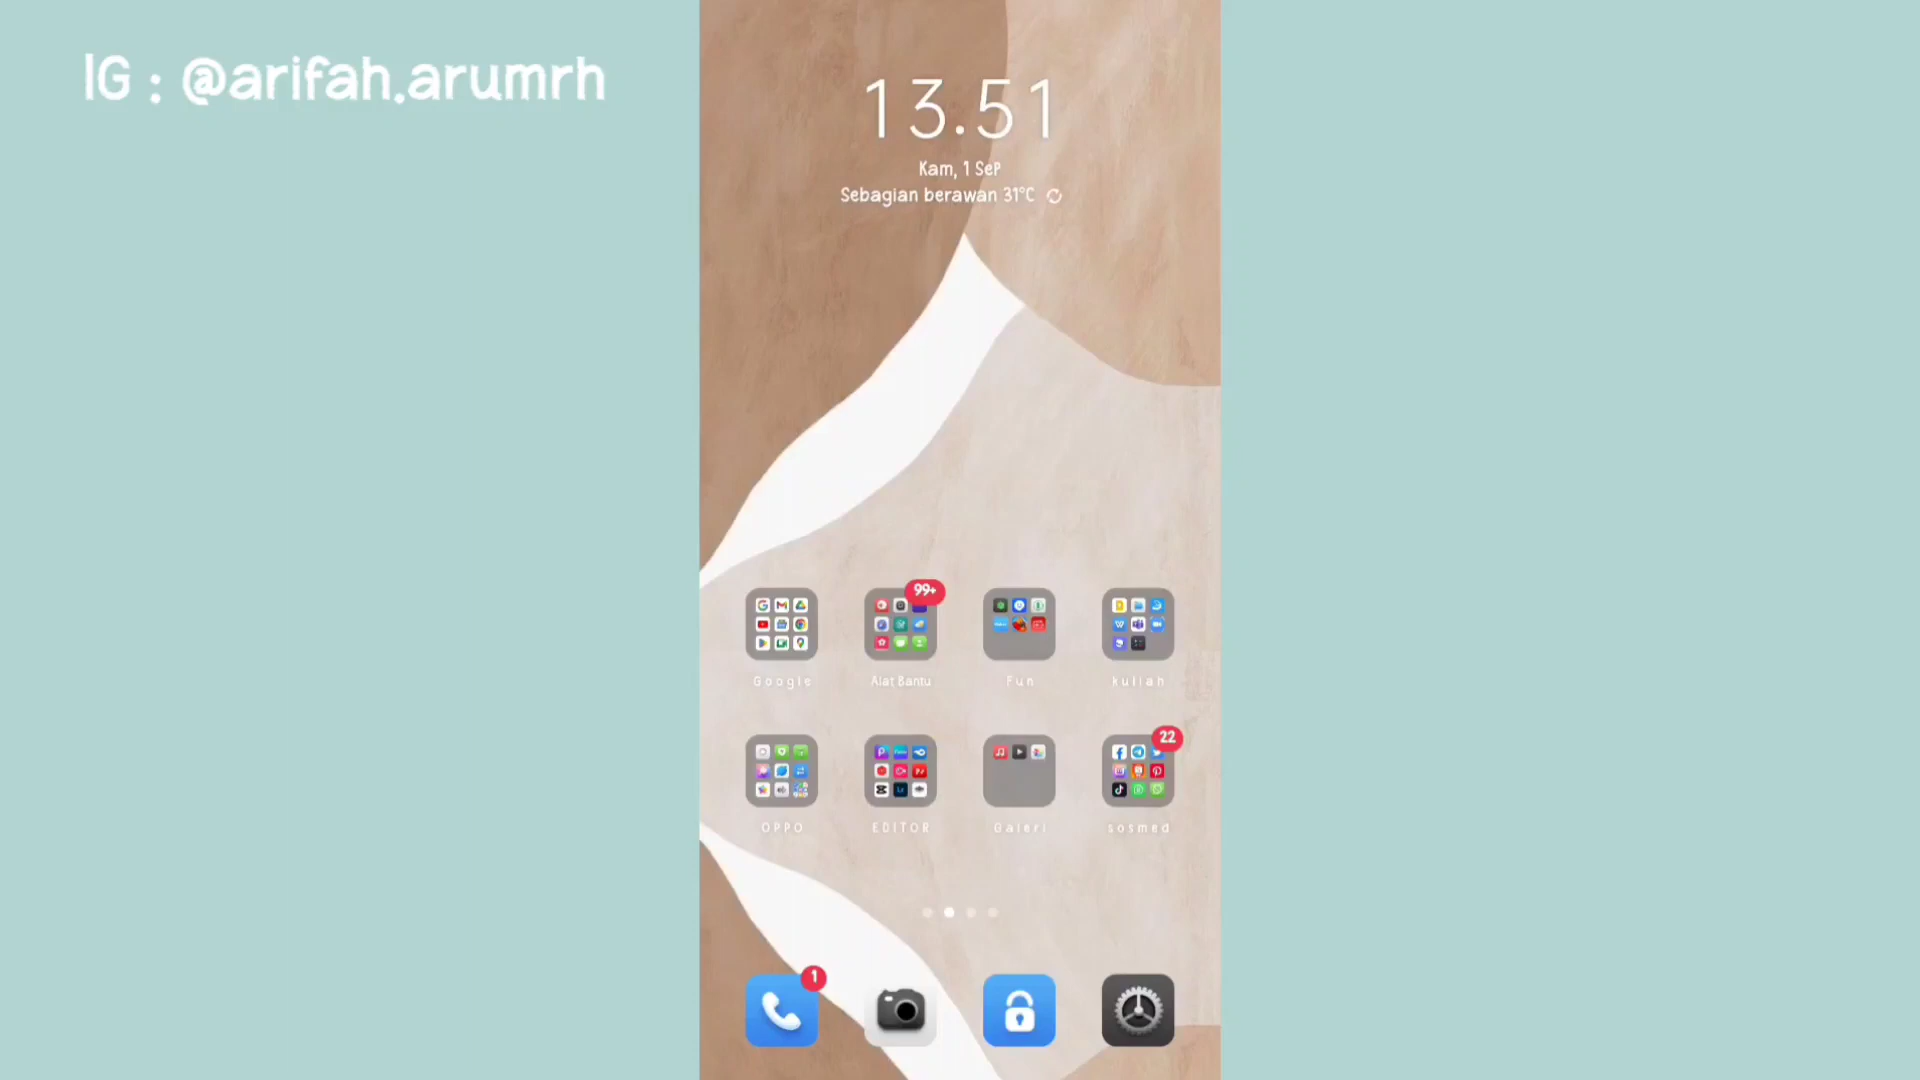 IG : @arifah.arumrh
13.51
Kam, 1 Sep
Sebagian berawan 31°C
99+
Google
Alat Bantu
Fun
kuliah
22
OPPO
EDITOR
Galeri
sosmed
1